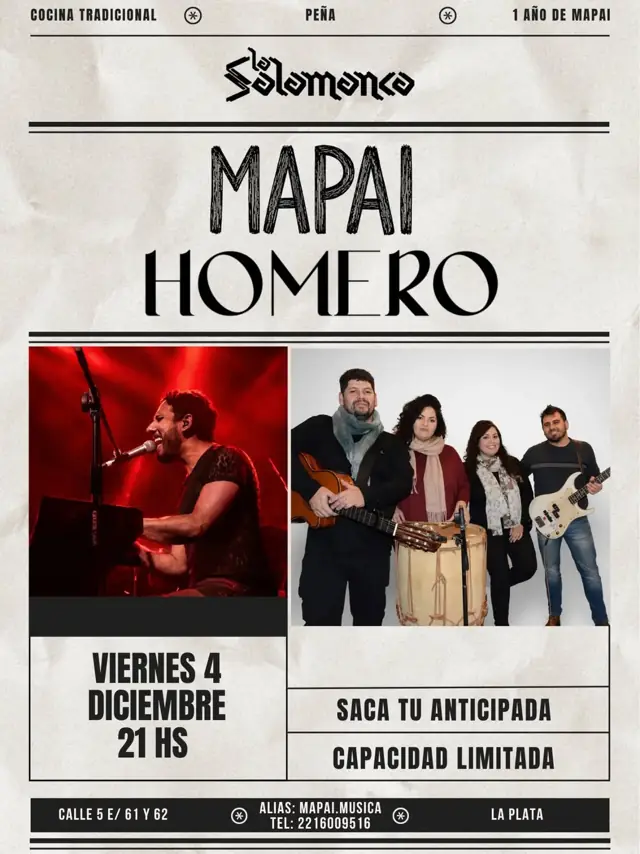 COCINA TRADICIONAL PEÑA 1 AÑO DE MAPAI
la Salamanca
MAPAI
HOMERO
VIERNES 4
DICIEMBRE
21 HS
SACA TU ANTICIPADA
CAPACIDAD LIMITADA
CALLE 5 E/ 61 Y 62
ALIAS: MAPAI.MUSICA
TEL: 2216009516
LA PLATA